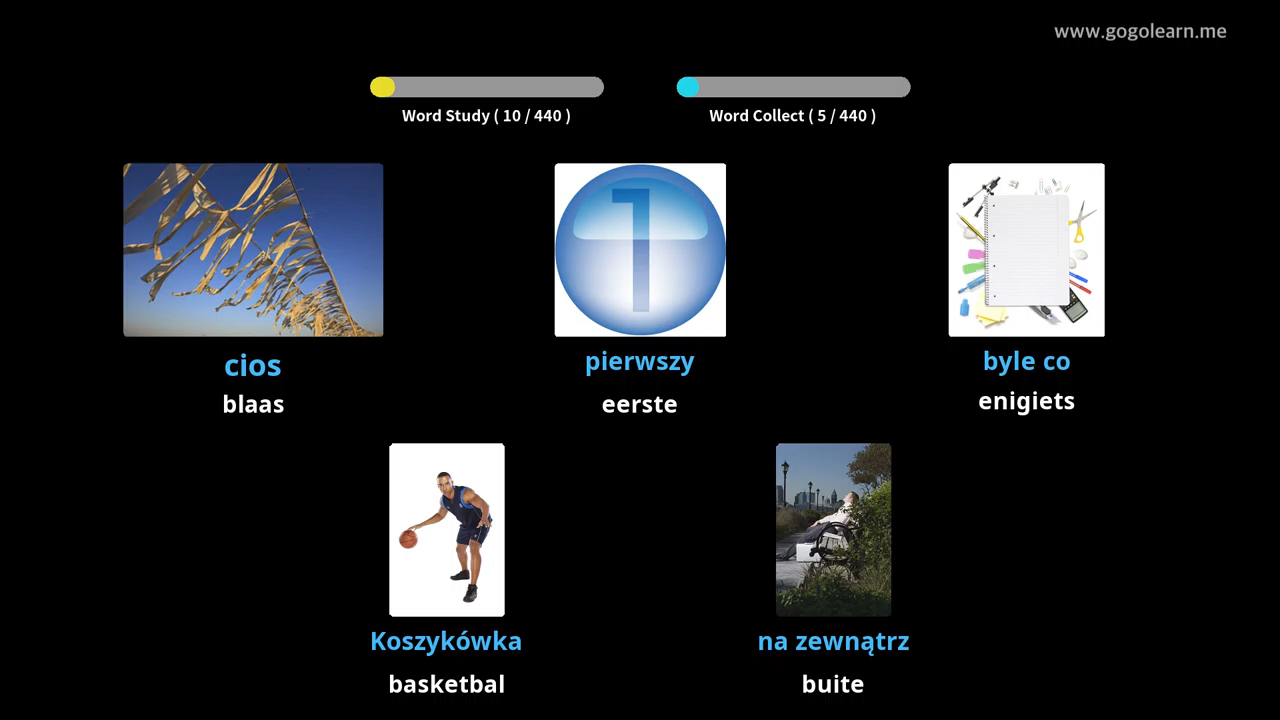 www.gogolearn.me
Word Study ( 10 / 440 )
Word Collect ( 5 / 440 )
1
cios
blaas
pierwszy
eerste
byle co
enigiets
Koszykówka
basketbal
na zewnątrz
buite